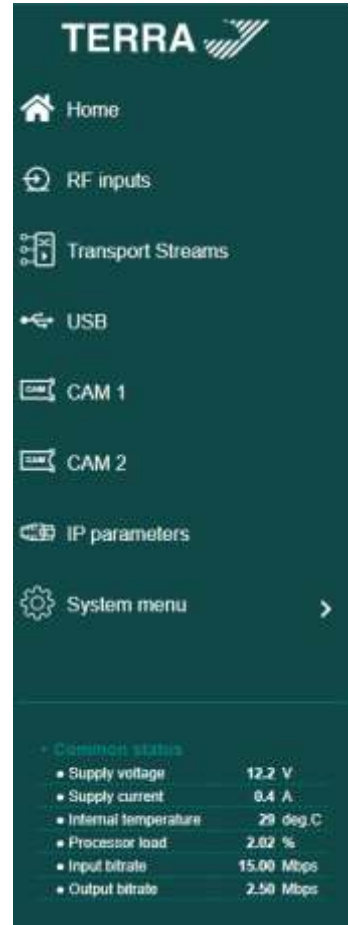 TERRA
Home
RF inputs
Transport Streams
USB
CAM
CAM 1
CAM
CAM 2
IP parameters
System menu
Common status
Supply voltage 12.2 V
Supply current 0.4 A
Internal temperature 29 deg.C
Processor load 2.02 %
Input bitrate 15.00 Mbps
Output bitrate 2.50 Mbps